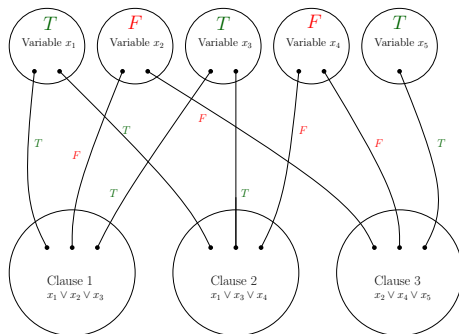 T F T F T
Variable x₁ Variable x₂ Variable x₃ Variable x₄ Variable x₅
T
F
F
T
F
T
T
T
Clause 1 Clause 2 Clause 3
x₁ ∨ x₂ ∨ x₃ x₁ ∨ x₃ ∨ x₄ x₂ ∨ x₄ ∨ x₅